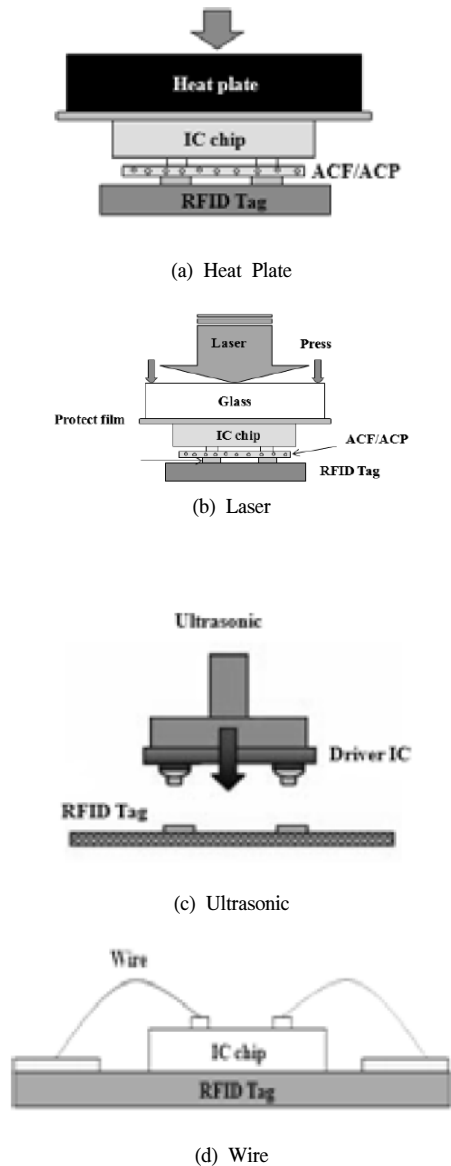 Heat plate
IC chip
ACF/ACP
RFID Tag
(a) Heat Plate
Laser
Press
Glass
Protect film
IC chip
ACF/ACP
RFID Tag
(b) Laser
Ultrasonic
Driver IC
RFID Tag
(c) Ultrasonic
Wire
IC chip
RFID Tag
(d) Wire